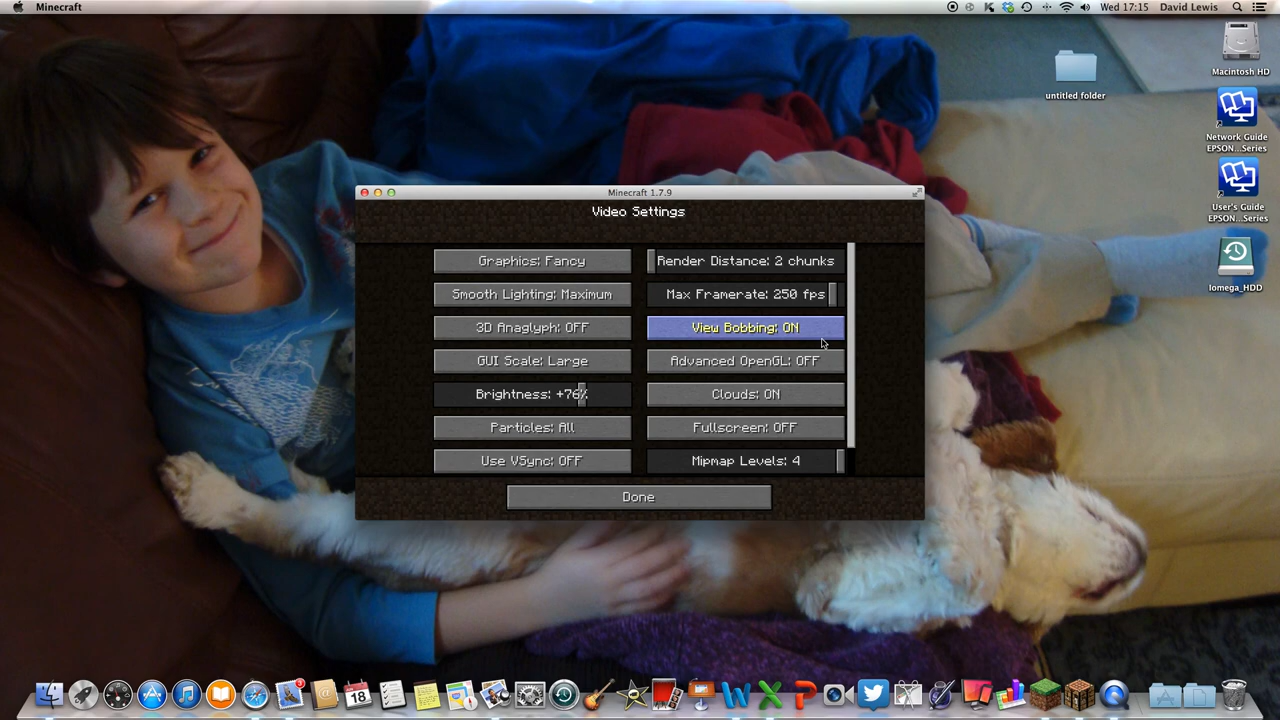 Minecraft
Wed 17:15
David Lewis
untitled folder
Macintosh HD
Network Guide
EPSON...Series
User's Guide
EPSON...Series
Iomega_HDD
Minecraft 1.7.9
Video Settings
Graphics: Fancy
Render Distance: 2 chunks
Smooth Lighting: Maximum
Max Framerate: 250 fps
3D Anaglyph: OFF
View Bobbing: ON
GUI Scale: Large
Advanced OpenGL: OFF
Brightness: +76%
Clouds: ON
Particles: All
Fullscreen: OFF
Use VSync: OFF
Mipmap Levels: 4
Done
18